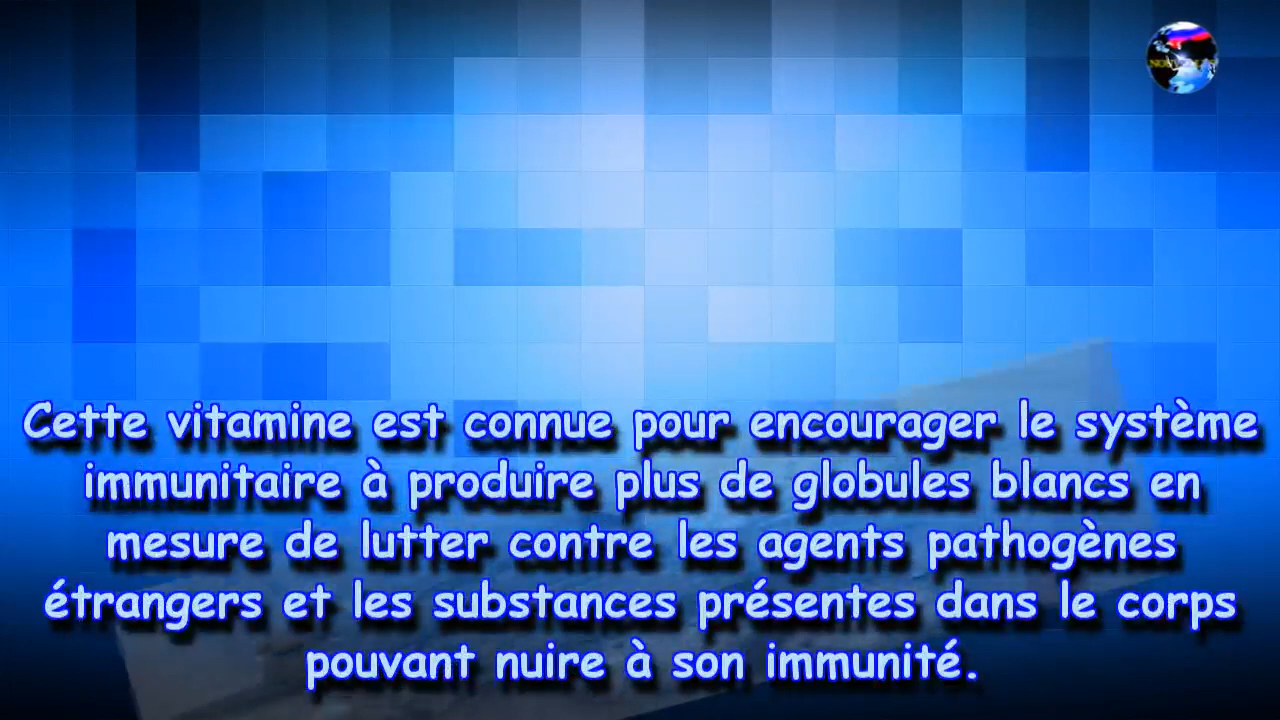 Cette vitamine est connue pour encourager le système
immunitaire à produire plus de globules blancs en
mesure de lutter contre les agents pathogènes
étrangers et les substances présentes dans le corps
pouvant nuire à son immunité.